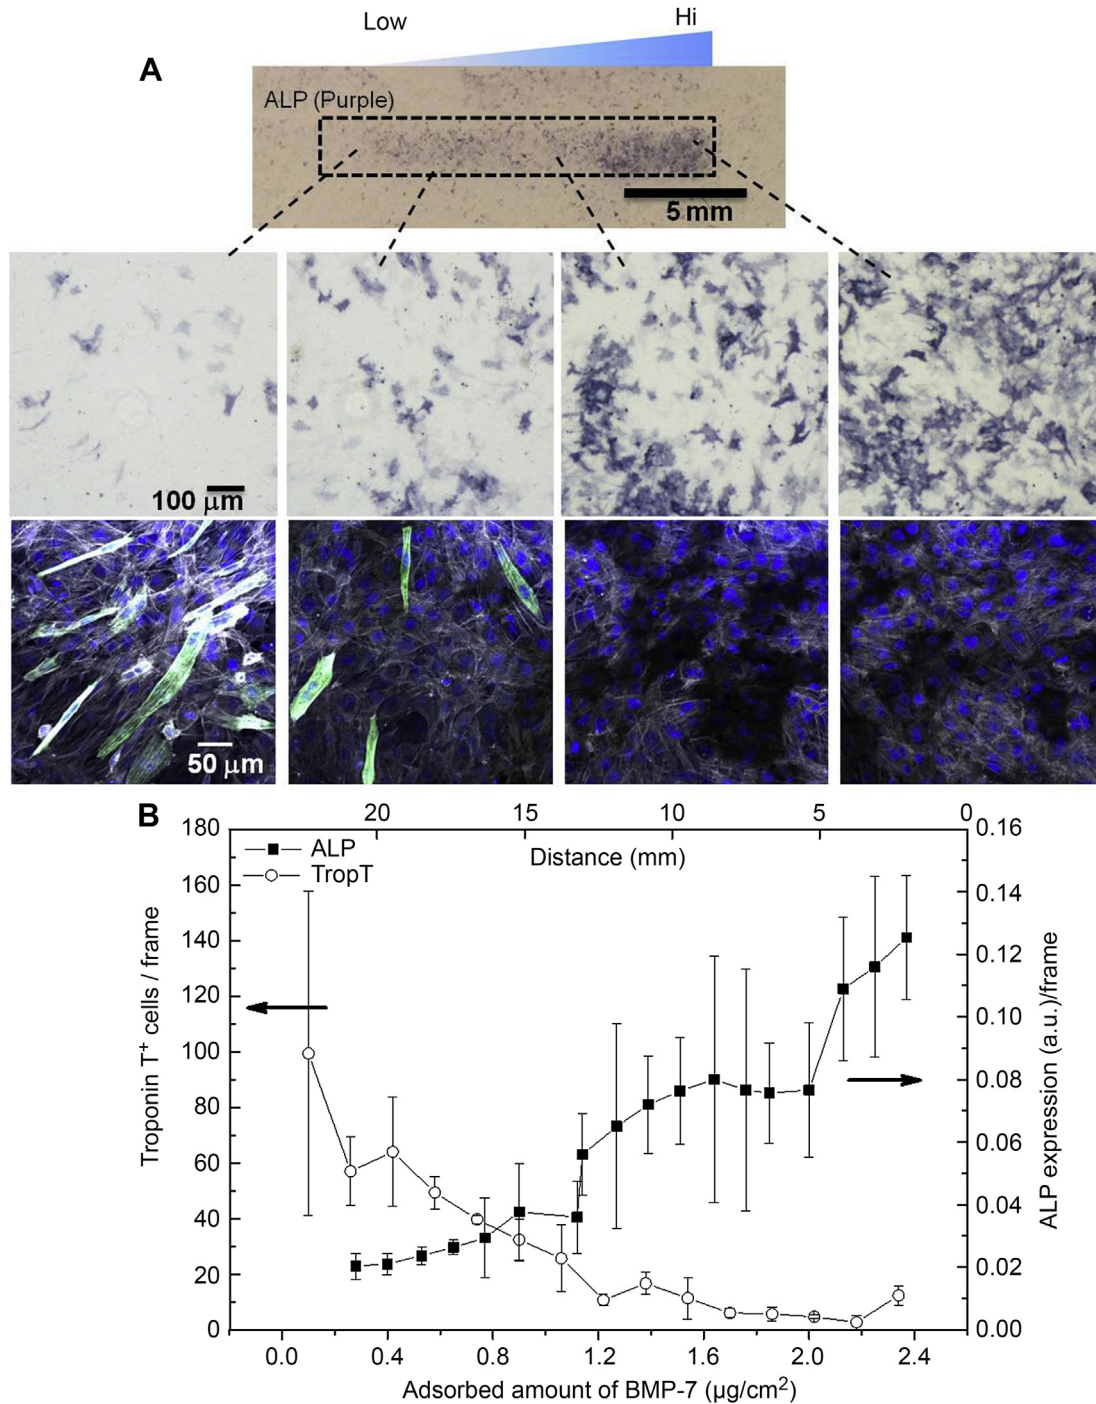 Low
Hi
A
ALP (Purple)
5 mm
100 μm
50 μm
B
20 15 10 5 0
Distance (mm)
ALP
TropT
180
160
140
120
100
80
60
40
20
0
Troponin T⁺ cells / frame
0.16
0.14
0.12
0.10
0.08
0.06
0.04
0.02
0.00
ALP expression (a.u.)/frame
0.0 0.4 0.8 1.2 1.6 2.0 2.4
Adsorbed amount of BMP-7 (μg/cm²)